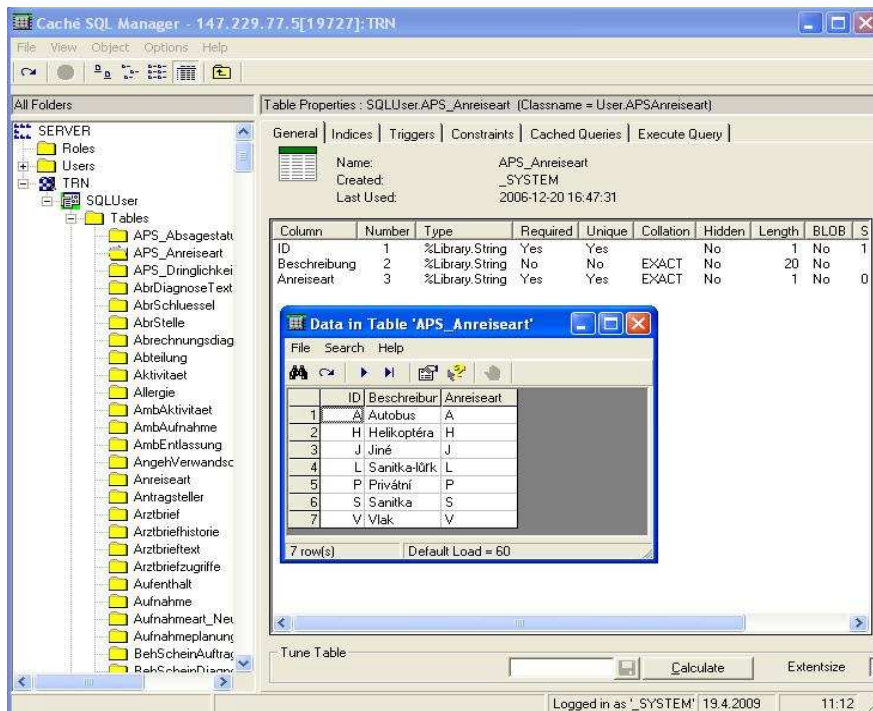 Caché SQL Manager - 147.229.77.5[19727]:TRN
File View Object Options Help
All Folders
Table Properties : SQLUser.APS_Anreiseart (Classname = User.APSAnreiseart)
SERVER
Roles
Users
TRN
SQLUser
Tables
APS_Absagestatu
APS_Anreiseart
APS_Dringlichkei
AbrDiagnoseText
AbrSchluessel
AbrStelle
Abrechnungsdiag
Abteilung
Aktivitaet
Allergie
AmbAktivitaet
AmbAufnahme
AmbEntlassung
AngehVerwandsc
Anreiseart
Antragsteller
Arztbrief
Arztbriefhistorie
Arztbrieftext
Arztbriefzugriffe
Aufenthalt
Aufnahme
Aufnahmeart_Neu
Aufnahmeplanung
BehScheinAuftrag
BehScheinDiagno
General Indices Triggers Constraints Cached Queries Execute Query
Name: APS_Anreiseart
Created: _SYSTEM
Last Used: 2006-12-20 16:47:31
Column Number Type Required Unique Collation Hidden Length BLOB S
ID 1 %Library.String Yes Yes No 1 No 1
Beschreibung 2 %Library.String No No EXACT No 20 No
Anreiseart 3 %Library.String Yes Yes EXACT No 1 No 0
Data in Table 'APS_Anreiseart'
File Search Help
ID Beschreibur Anreiseart
1 A Autobus A
2 H Helikoptéra H
3 J Jiné J
4 L Sanitka-lůřk L
5 P Privátní P
6 S Sanitka S
7 V Vlak V
7 row(s) Default Load = 60
Tune Table
Calculate Extentsize
Logged in as '_SYSTEM' 19.4.2009 11:12